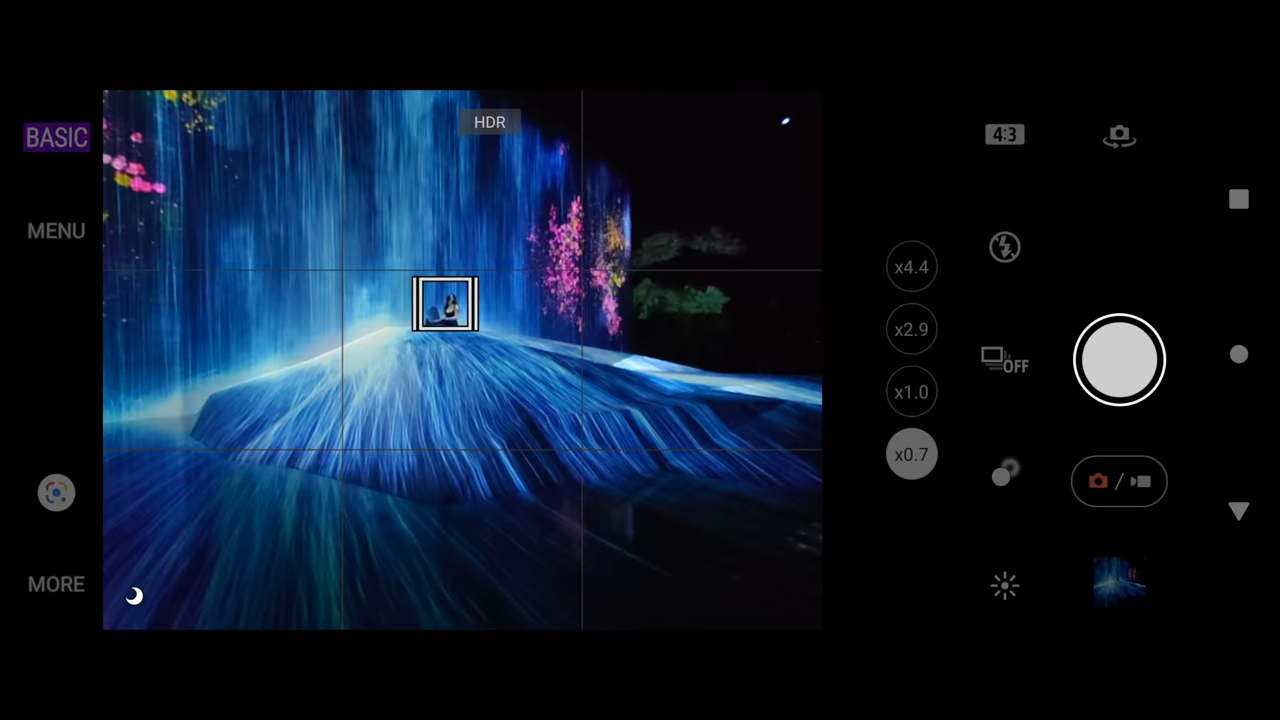 BASIC
MENU
MORE
HDR
x4.4
x2.9
x1.0
x0.7
4:3
OFF
/